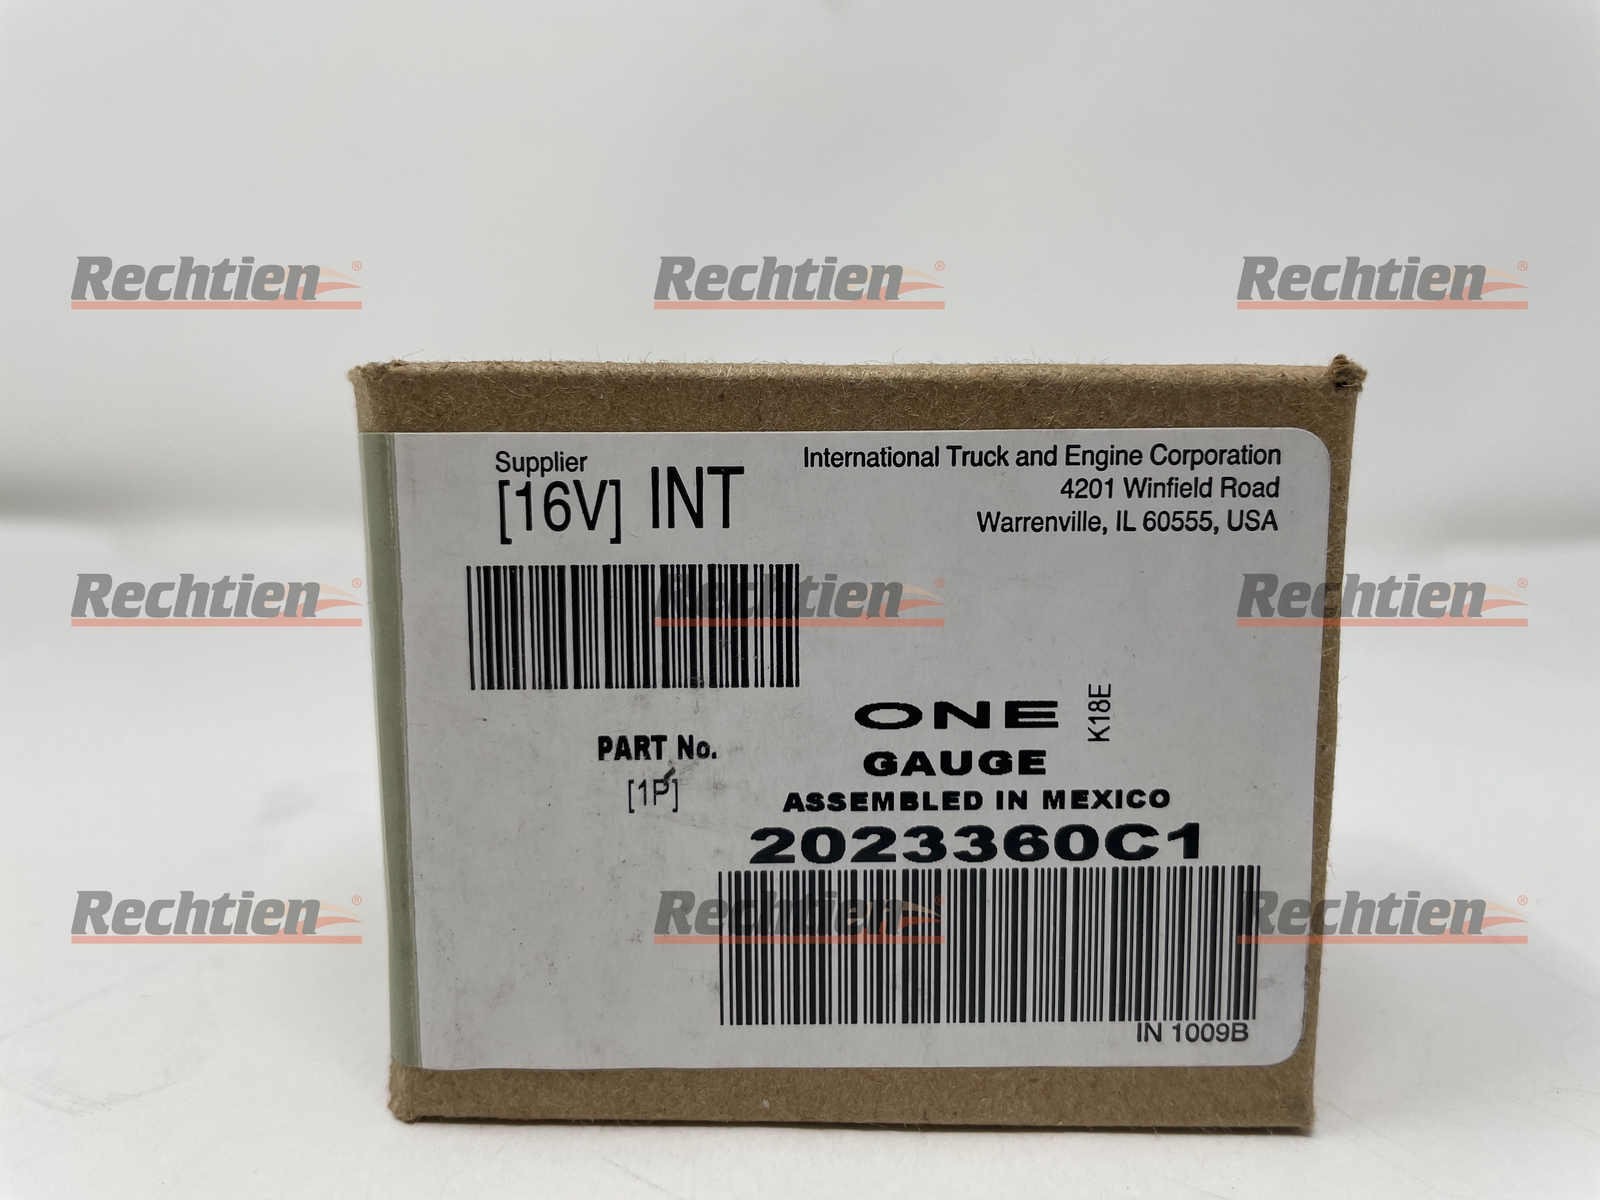 Rechtien® Rechtien® Rechtien®
Supplier
[16V] INT
International Truck and Engine Corporation
4201 Winfield Road
Warrenville, IL 60555, USA
Rechtien® Rechtien® Rechtien®
ONE
K18E
PART No.
GAUGE
[1P]
ASSEMBLED IN MEXICO
2023360C1
Rechtien® Rechtien® Rechtien®
IN 1009B